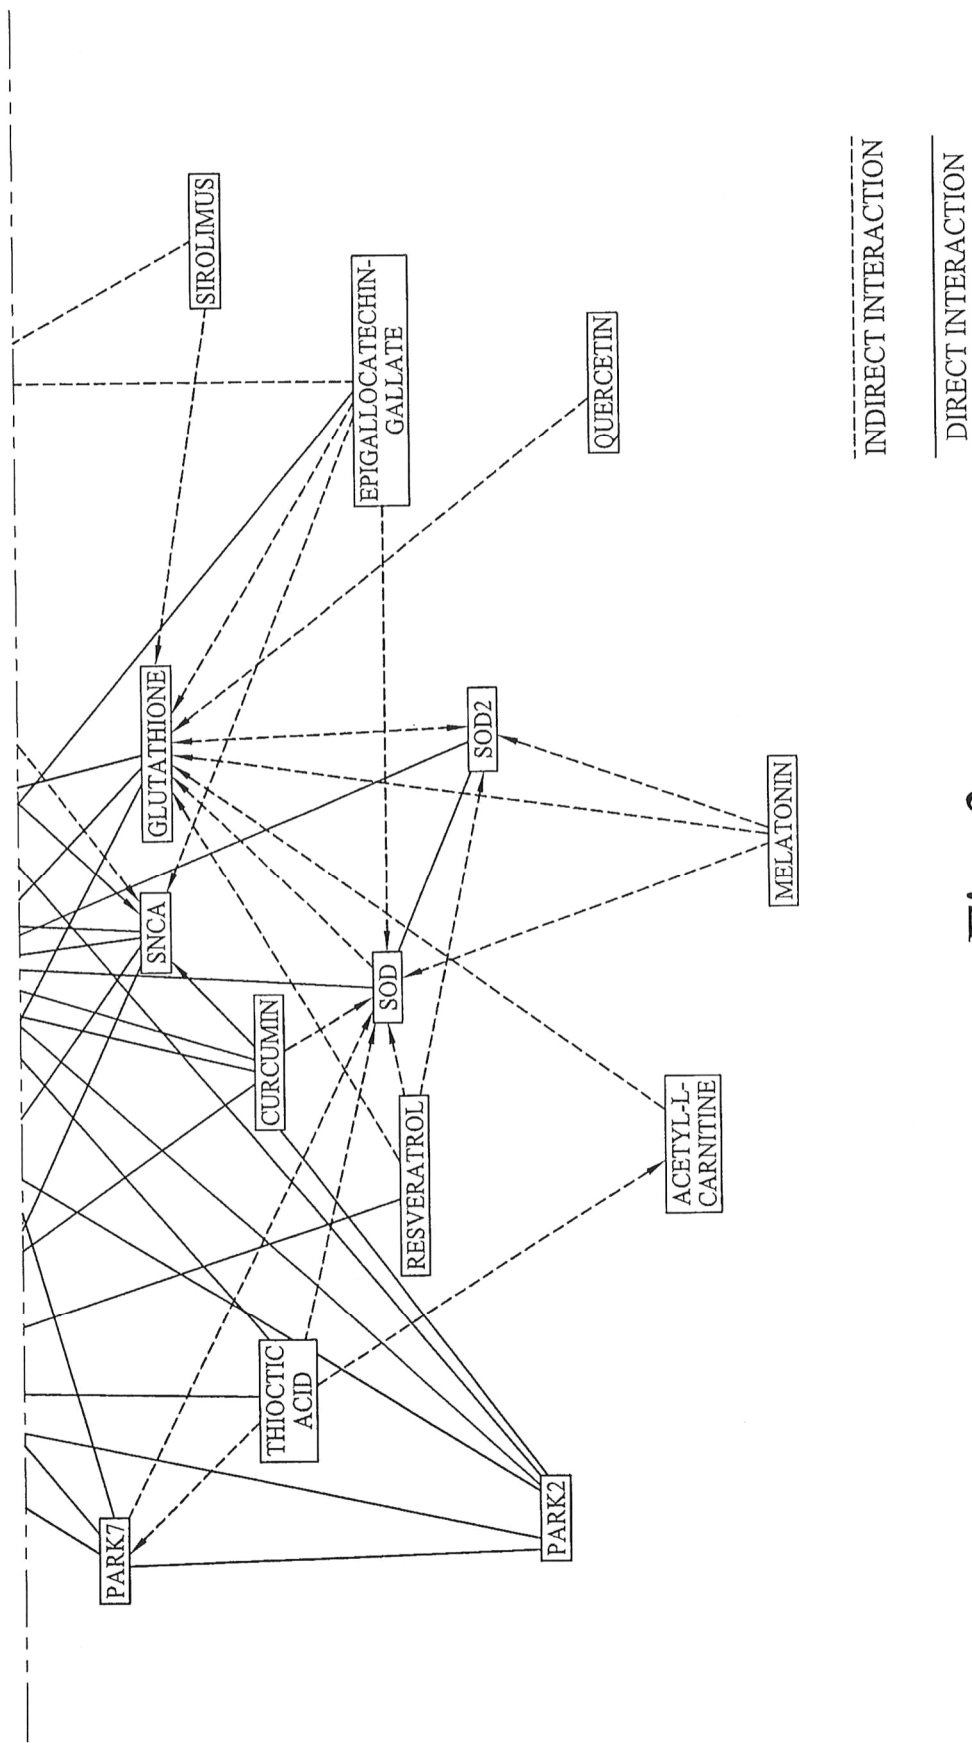 PARK7
SNCA
GLUTATHIONE
SIROLIMUS
THIOCTIC
ACID
CURCUMIN
EPIGALLOCATECHIN-
GALLATE
SOD
RESVERATROL
SOD2
PARK2
QUERCETIN
ACETYL-L-
CARNITINE
MELATONIN
INDIRECT INTERACTION
DIRECT INTERACTION